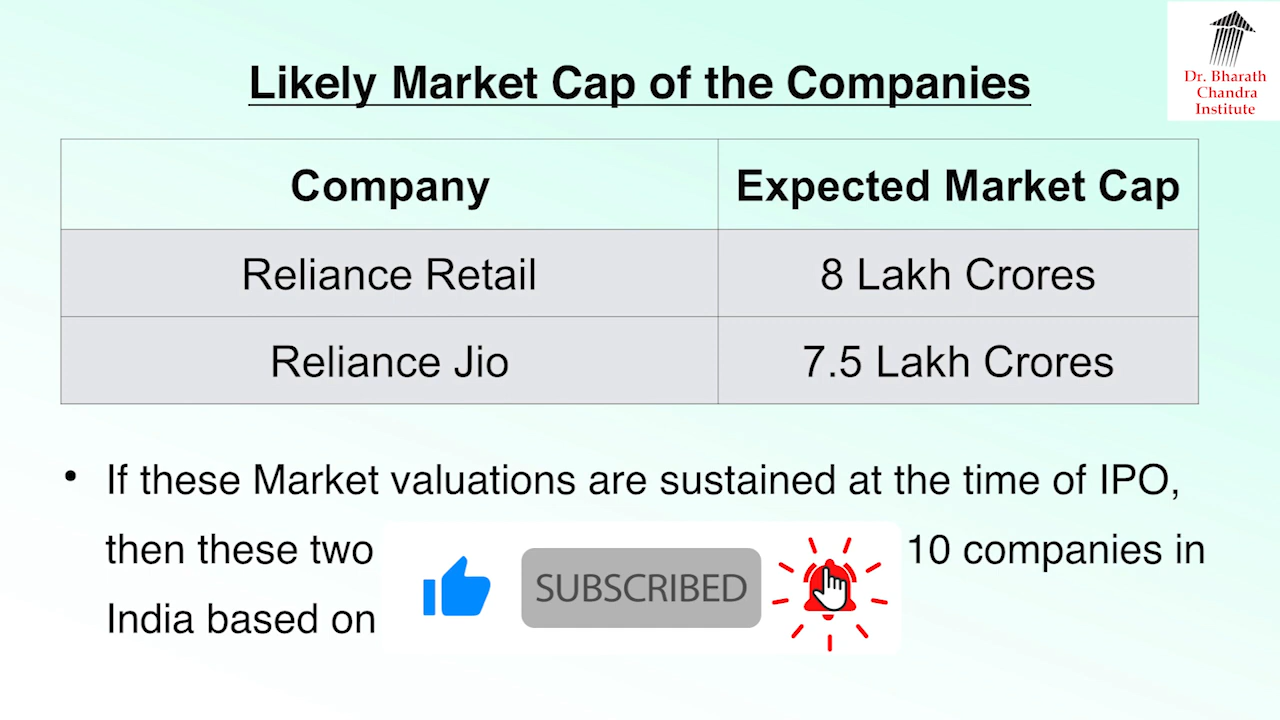 Dr. Bharath
Chandra
Institute
Likely Market Cap of the Companies
Company
Expected Market Cap
Reliance Retail
8 Lakh Crores
Reliance Jio
7.5 Lakh Crores
• If these Market valuations are sustained at the time of IPO,
then these two 10 companies in
India based on
SUBSCRIBED